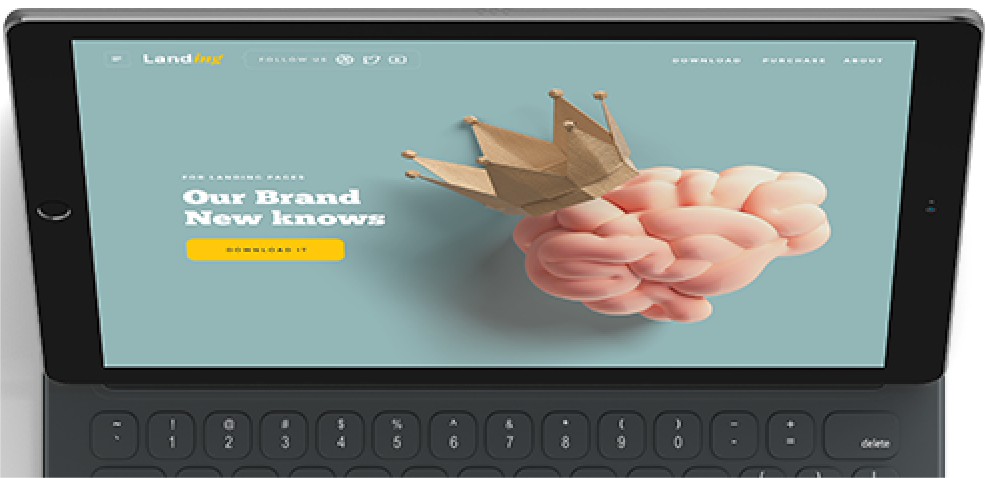 Landing
FOLLOW US
DOWNLOAD PURCHASE ABOUT
FOR LANDING PAGES
Our Brand
New knows
DOWNLOAD IT
~ ! @ # $ % ^ & * ( ) - +
` 1 2 3 4 5 6 7 8 9 0 - = delete